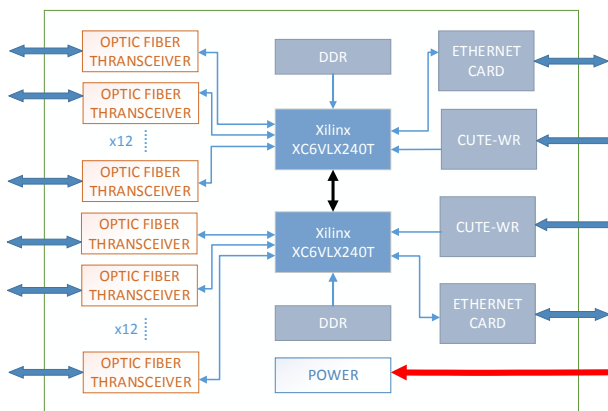 OPTIC FIBER
THRANSCEIVER
OPTIC FIBER
THRANSCEIVER
x12
OPTIC FIBER
THRANSCEIVER
OPTIC FIBER
THRANSCEIVER
OPTIC FIBER
THRANSCEIVER
x12
OPTIC FIBER
THRANSCEIVER
DDR
Xilinx
XC6VLX240T
Xilinx
XC6VLX240T
DDR
POWER
ETHERNET
CARD
CUTE-WR
CUTE-WR
ETHERNET
CARD